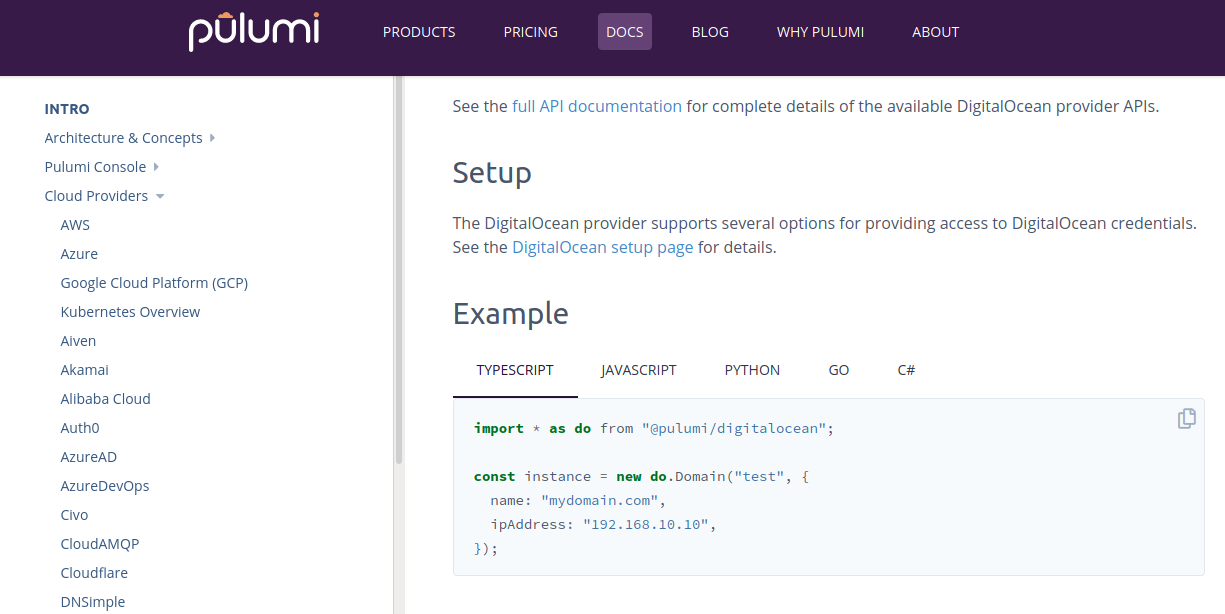 pulumi
PRODUCTS
PRICING
DOCS
BLOG
WHY PULUMI
ABOUT
INTRO
Architecture & Concepts
Pulumi Console
Cloud Providers
AWS
Azure
Google Cloud Platform (GCP)
Kubernetes Overview
Aiven
Akamai
Alibaba Cloud
Auth0
AzureAD
AzureDevOps
Civo
CloudAMQP
Cloudflare
DNSimple
See the full API documentation for complete details of the available DigitalOcean provider APIs.
Setup
The DigitalOcean provider supports several options for providing access to DigitalOcean credentials.
See the DigitalOcean setup page for details.
Example
TYPESCRIPT
JAVASCRIPT
PYTHON
GO
C#
import * as do from "@pulumi/digitalocean";
const instance = new do.Domain("test", {
name: "mydomain.com",
ipAddress: "192.168.10.10",
});